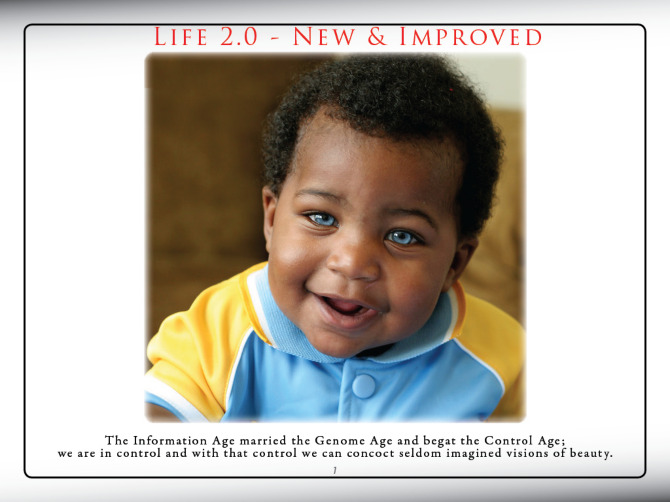 Life 2.0 - New & Improved
The Information Age married the Genome Age and begat the Control Age;
we are in control and with that control we can concoct seldom imagined visions of beauty.
1